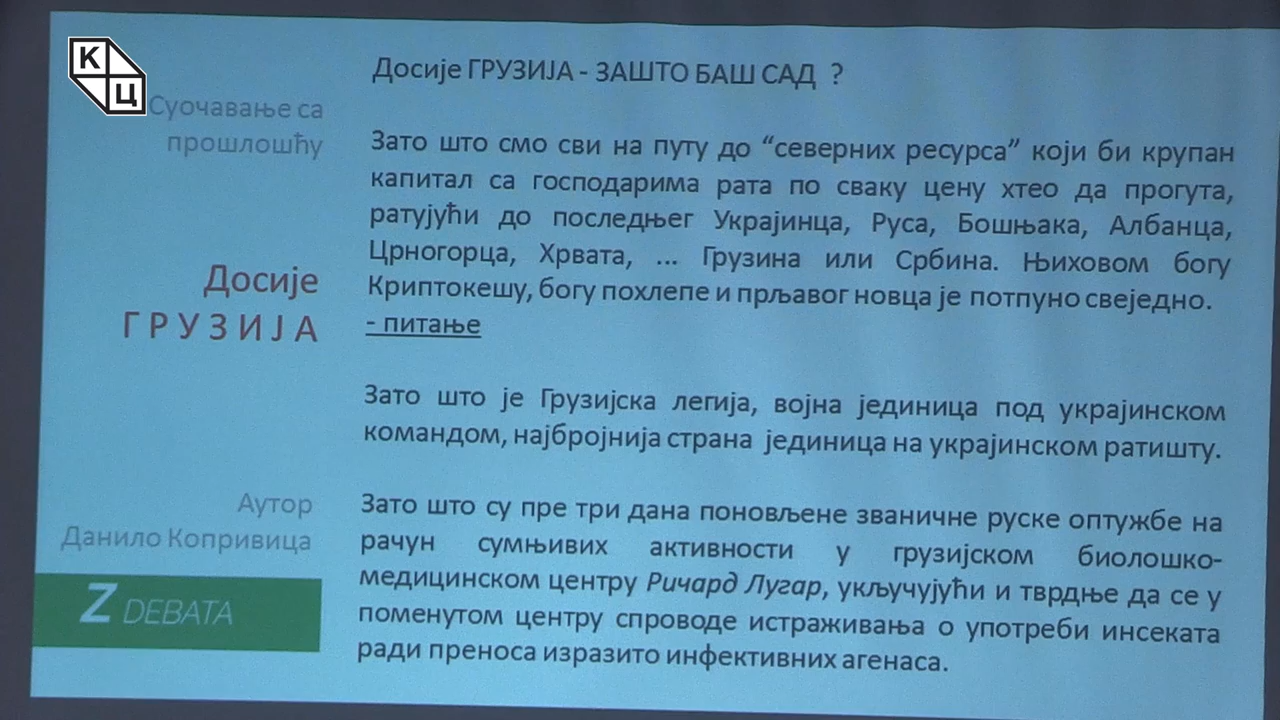 К
Ц
Суочавање са
прошлошћу
Досије
ГРУЗИЈА
Аутор
Данило Копривица
Z DEBATA
Досије ГРУЗИЈА - ЗАШТО БАШ САД ?
Зато што смо сви на путу до “северних ресурса” који би крупан
капитал са господарима рата по сваку цену хтео да прогута,
ратујући до последњег Украјинца, Руса, Бошњака, Албанца,
Црногорца, Хрвата, ... Грузина или Србина. Њиховом богу
Криптокешу, богу похлепе и прљавог новца је потпуно свеједно.
- питање
Зато што је Грузијска легија, војна јединица под украјинском
командом, најбројнија страна јединица на украјинском ратишту.
Зато што су пре три дана поновљене званичне руске оптужбе на
рачун сумњивих активности у грузијском биолошко-
медицинском центру Ричард Лугар, укључујући и тврдње да се у
поменутом центру спроводе истраживања о употреби инсеката
ради преноса изразито инфективних агенаса.